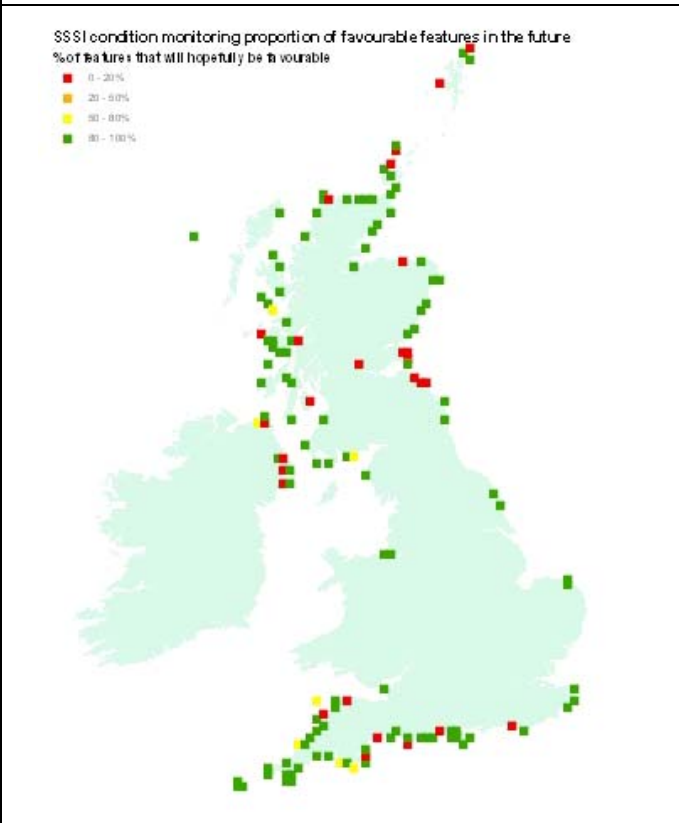 SSSI condition monitoring proportion of favourable features in the future
% of features that will hopefully be favourable
0 - 20%
20 - 50%
50 - 80%
80 - 100%